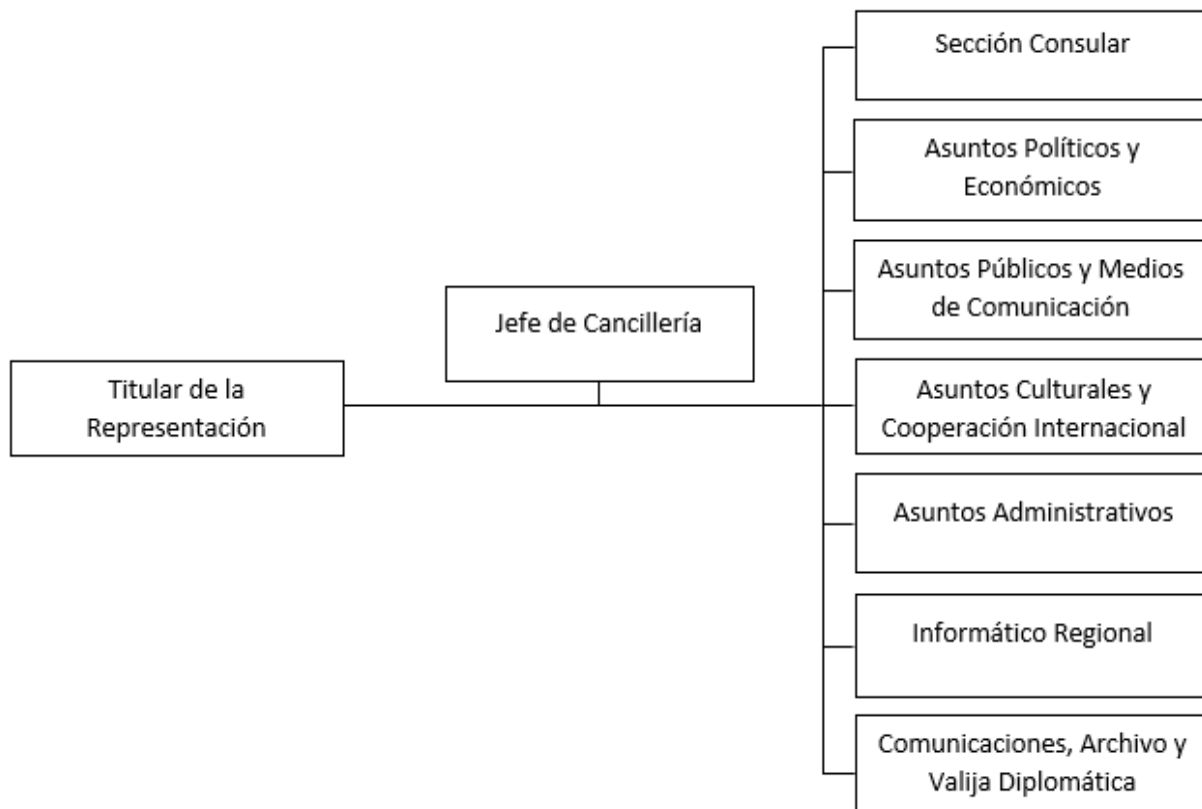 Titular de la
Representación
Jefe de Cancillería
Sección Consular
Asuntos Políticos y
Económicos
Asuntos Públicos y Medios
de Comunicación
Asuntos Culturales y
Cooperación Internacional
Asuntos Administrativos
Informático Regional
Comunicaciones, Archivo y
Valija Diplomática